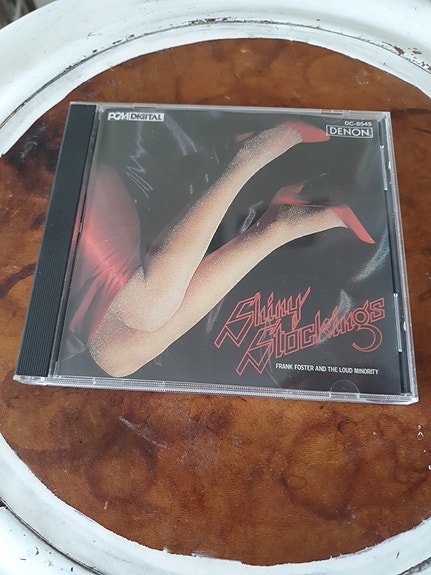 PCM DIGITAL
DC-8545
DENON
Shiny
Stockings
FRANK FOSTER AND THE LOUD MINORITY